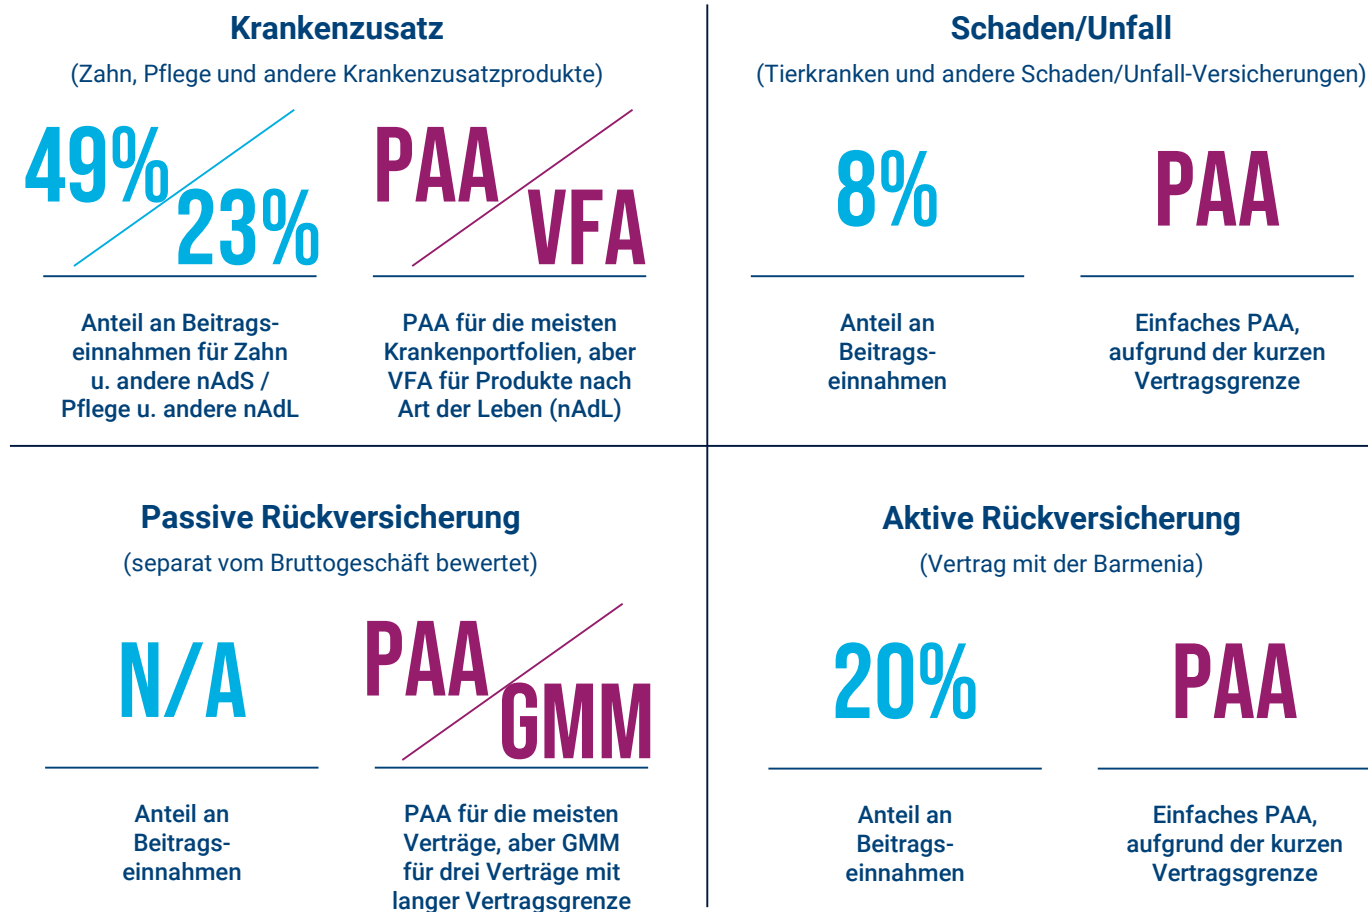 Krankenzusatz
(Zahn, Pflege und andere Krankenzusatzprodukte)
49%
23%
Anteil an Beitrags-
einnahmen für Zahn
u. andere nAdS /
Pflege u. andere nAdL
PAA
VFA
PAA für die meisten
Krankenportfolien, aber
VFA für Produkte nach
Art der Leben (nAdL)
Schaden/Unfall
(Tierkranken und andere Schaden/Unfall-Versicherungen)
8%
Anteil an
Beitrags-
einnahmen
PAA
Einfaches PAA,
aufgrund der kurzen
Vertragsgrenze
Passive Rückversicherung
(separat vom Bruttogeschäft bewertet)
N/A
Anteil an
Beitrags-
einnahmen
PAA
GMM
PAA für die meisten
Verträge, aber GMM
für drei Verträge mit
langer Vertragsgrenze
Aktive Rückversicherung
(Vertrag mit der Barmenia)
20%
Anteil an
Beitrags-
einnahmen
PAA
Einfaches PAA,
aufgrund der kurzen
Vertragsgrenze